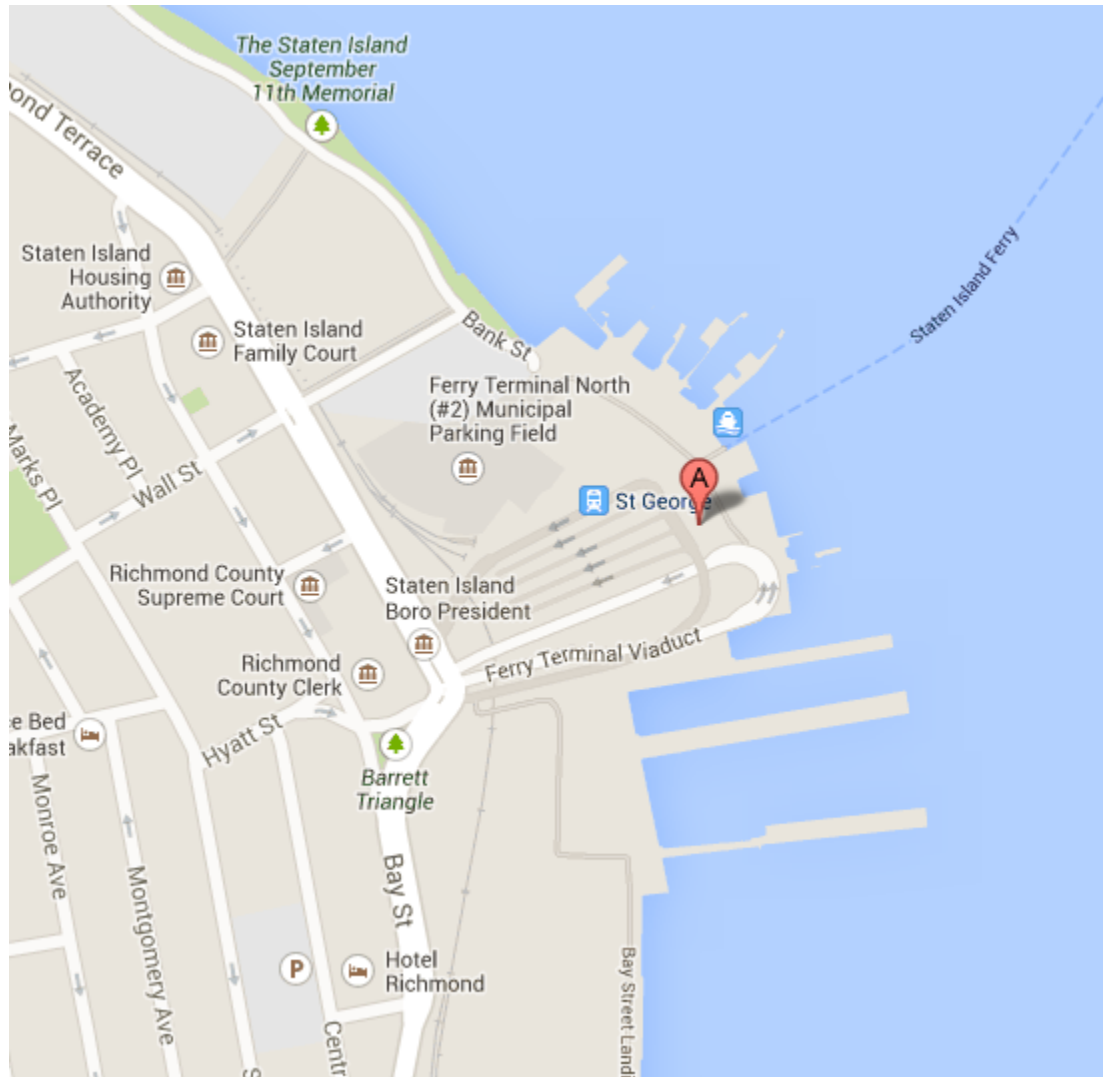 The Staten Island
September
11th Memorial
ond Terrace
Staten Island
Housing
Authority
Staten Island
Family Court
Staten Island Ferry
Bank St
Academy Pl
Ferry Terminal North
(#2) Municipal
Parking Field
Marks Pl
Wall St
A
St George
Richmond County
Supreme Court
Staten Island
Boro President
Ferry Terminal Viaduct
Richmond
County Clerk
Hyatt St
ce Bed
akfast
Barrett
Triangle
Monroe Ave
Montgomery Ave
Bay St
P
Hotel
Richmond
Bay Street Landi
Centr
S